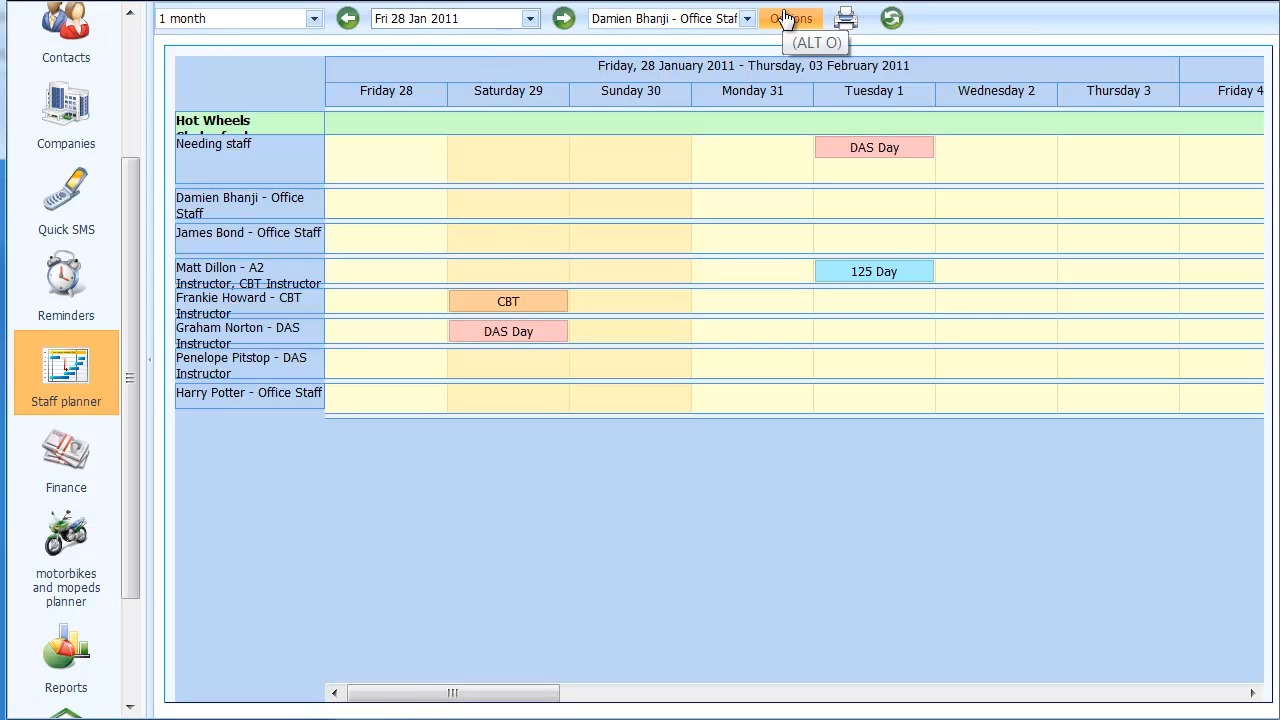 1 month
Fri 28 Jan 2011
Damien Bhanji - Office Staf
(ALT O)
Contacts
Companies
Quick SMS
Reminders
Staff planner
Finance
motorbikes
and mopeds
planner
Reports
Friday, 28 January 2011 - Thursday, 03 February 2011
Friday 28 Saturday 29 Sunday 30 Monday 31 Tuesday 1 Wednesday 2 Thursday 3 Friday 4
Hot Wheels
Needing staff
DAS Day
Damien Bhanji - Office
Staff
James Bond - Office Staff
Matt Dillon - A2
Instructor, CBT Instructor
125 Day
Frankie Howard - CBT
Instructor
CBT
Graham Norton - DAS
Instructor
DAS Day
Penelope Pitstop - DAS
Instructor
Harry Potter - Office Staff